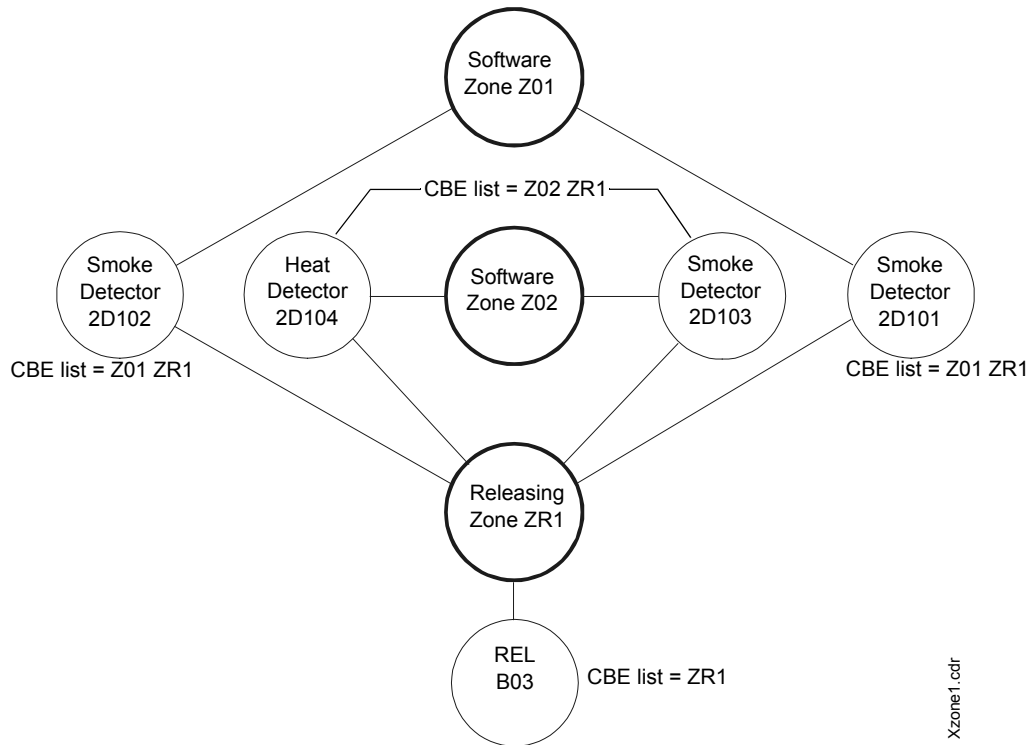 Software
Zone Z01
CBE list = Z02 ZR1
Smoke
Detector
2D102
Heat
Detector
2D104
Software
Zone Z02
Smoke
Detector
2D103
Smoke
Detector
2D101
CBE list = Z01 ZR1
CBE list = Z01 ZR1
Releasing
Zone ZR1
REL
B03
CBE list = ZR1
Xzone1.cdr